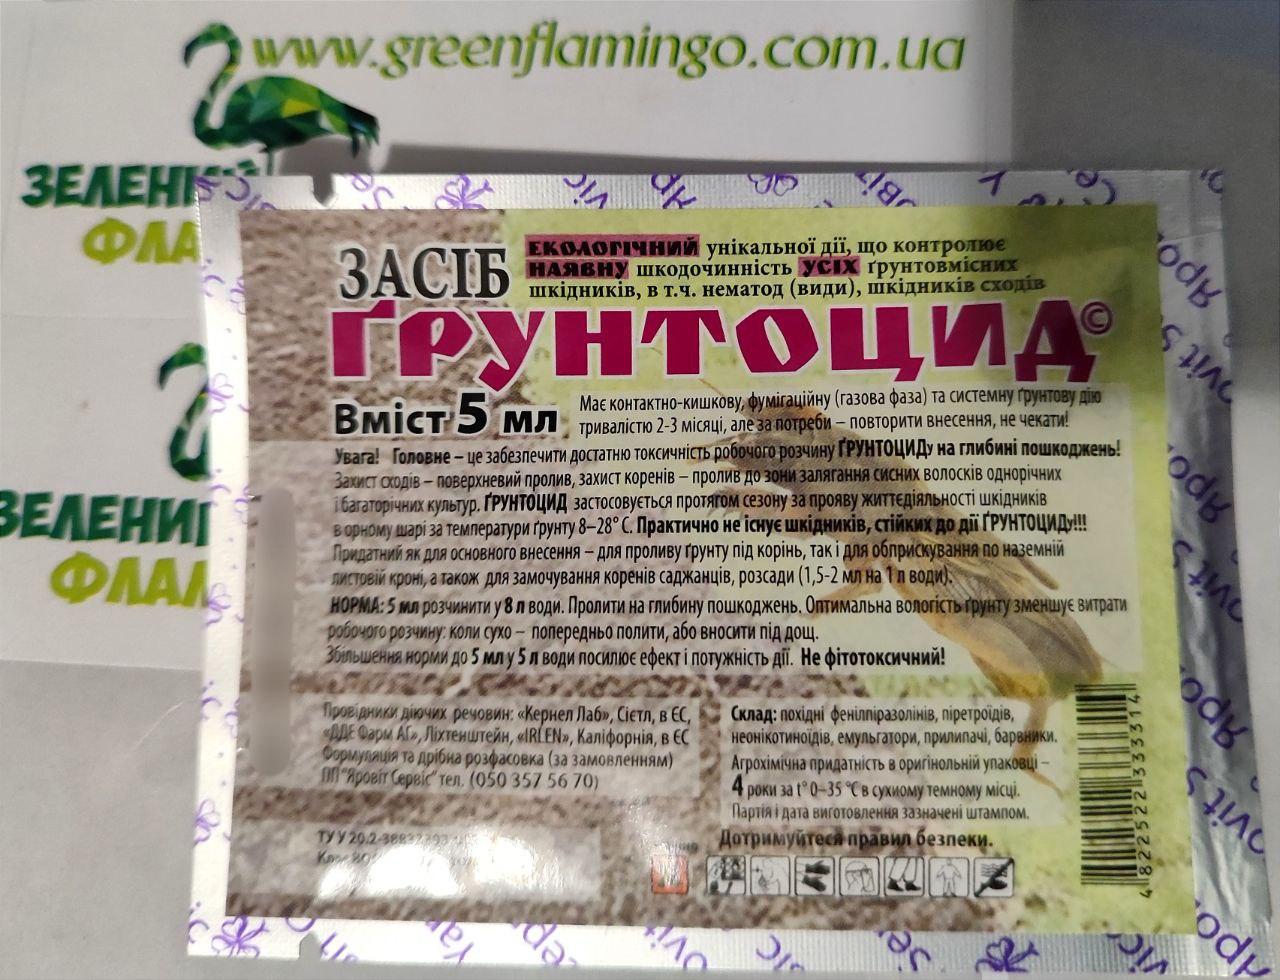 www.greenflamingo.com.ua
ЗЕЛЕНИЙ
ФЛА
ЗАСІБ
ЕКОЛОГІЧНИЙ унікальної дії, що контролює
НАЯВНУ шкодочинність УСІХ ґрунтовмісних
шкідників, в т.ч. нематод (види), шкідників сходів
ҐРУНТОЦИД©
Вміст 5 мл
Має контактно-кишкову, фумігаційну (газова фаза) та системну ґрунтову дію
тривалістю 2-3 місяці, але за потреби – повторити внесення, не чекати!
Увага! Головне – це забезпечити достатню токсичність робочого розчину ҐРУНТОЦИДу на глибині пошкоджень!
Захист сходів – поверхневий пролив, захист коренів – пролив до зони залягання сисних волосків однорічних
і багаторічних культур. ҐРУНТОЦИД застосовується протягом сезону за прояву життєдіяльності шкідників
в орному шарі за температури ґрунту 8–28° С. Практично не існує шкідників, стійких до дії ҐРУНТОЦИДу!!!
Придатний як для основного внесення – для проливу ґрунту під корінь, так і для обприскування по наземній
листовій кроні, а також для замочування коренів саджанців, розсади (1,5-2 мл на 1 л води).
НОРМА: 5 мл розчинити у 8 л води. Пролити на глибину пошкоджень. Оптимальна вологість ґрунту зменшує витрати
робочого розчину: коли сухо – попередньо полити, або вносити під дощ.
Збільшення норми до 5 мл у 5 л води посилює ефект і потужність дії. Не фітотоксичний!
ЗЕЛЕНИЙ
ФЛАМ
Провідники діючих речовин: «Кернел Лаб», Сієтл, в ЄС,
«ДДЕ Фарм АГ», Ліхтенштейн, «IRLEN», Каліфорнія, в ЄС
Формуляція та дрібна розфасовка (за замовленням)
ПП "Яровіт Сервіс" тел. (050 357 56 70)
ТУ У 20.2-
Склад: похідні фенілпіразолінів, піретроїдів,
неонікотиноїдів, емульгатори, прилипачі, барвники.
Агрохімічна придатність в оригінольній упаковці –
4 роки за t° 0–35 °С в сухиому темному місці.
Партія і дата виготовлення зазначені штампом.
Дотримуйтеся правил безпеки.
4 822522 333314